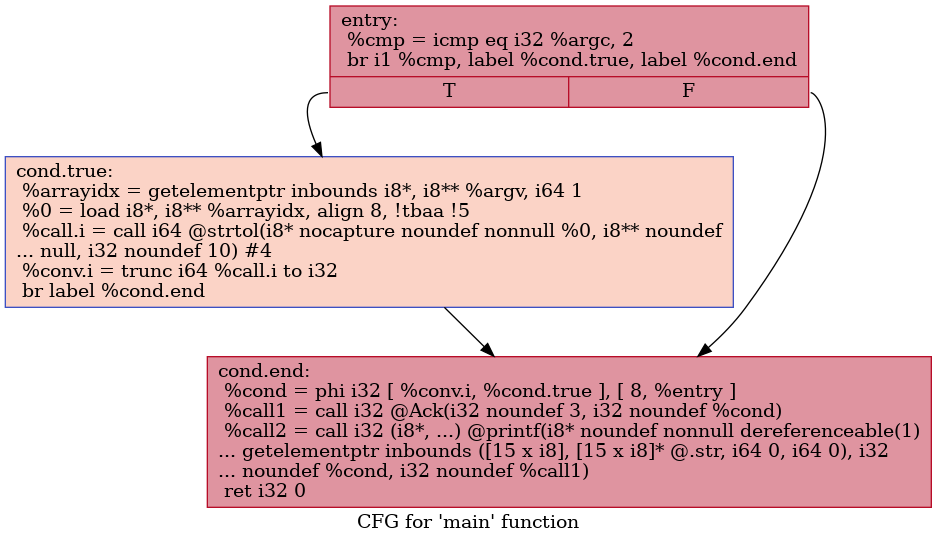 entry:
%cmp = icmp eq i32 %argc, 2
br i1 %cmp, label %cond.true, label %cond.end
T F
cond.true:
%arrayidx = getelementptr inbounds i8*, i8** %argv, i64 1
%0 = load i8*, i8** %arrayidx, align 8, !tbaa !5
%call.i = call i64 @strtol(i8* nocapture noundef nonnull %0, i8** noundef
... null, i32 noundef 10) #4
%conv.i = trunc i64 %call.i to i32
br label %cond.end
cond.end:
%cond = phi i32 [ %conv.i, %cond.true ], [ 8, %entry ]
%call1 = call i32 @Ack(i32 noundef 3, i32 noundef %cond)
%call2 = call i32 (i8*, ...) @printf(i8* noundef nonnull dereferenceable(1)
... getelementptr inbounds ([15 x i8], [15 x i8]* @.str, i64 0, i64 0), i32
... noundef %cond, i32 noundef %call1)
ret i32 0
CFG for 'main' function